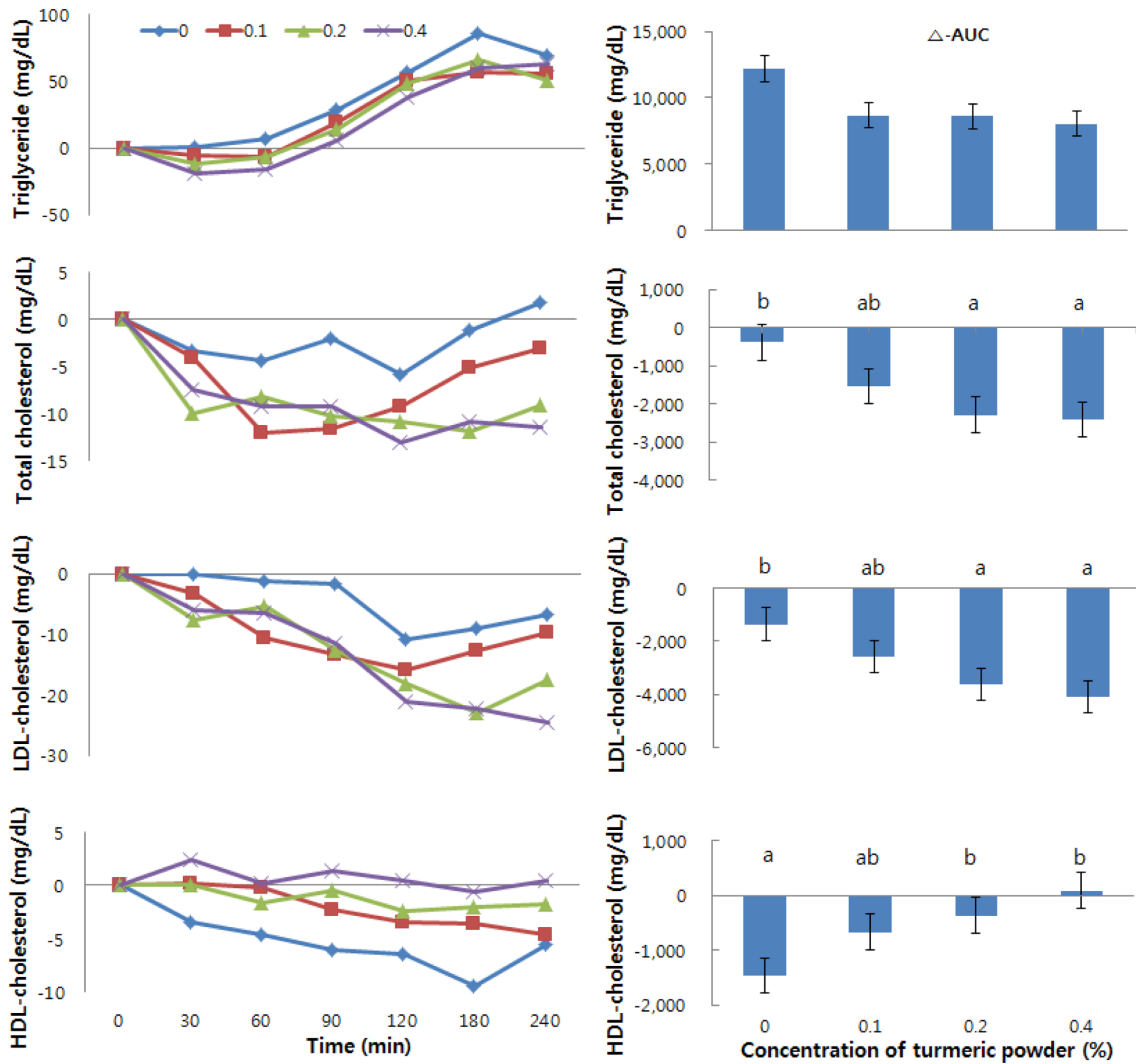 Triglyceride (mg/dL)
100
50
0
-50
0 0.1 0.2 0.4
Triglyceride (mg/dL)
15,000
10,000
5,000
0
△-AUC
Total cholesterol (mg/dL)
5
0
-5
-10
-15
Total cholesterol (mg/dL)
1,000
0
-1,000
-2,000
-3,000
-4,000
b ab a a
LDL-cholesterol (mg/dL)
0
-10
-20
-30
LDL-cholesterol (mg/dL)
0
-2,000
-4,000
-6,000
b ab a a
HDL-cholesterol (mg/dL)
5
0
-5
-10
0 30 60 90 120 180 240
Time (min)
HDL-cholesterol (mg/dL)
1,000
0
-1,000
-2,000
a ab b b
0 0.1 0.2 0.4
Concentration of turmeric powder (%)